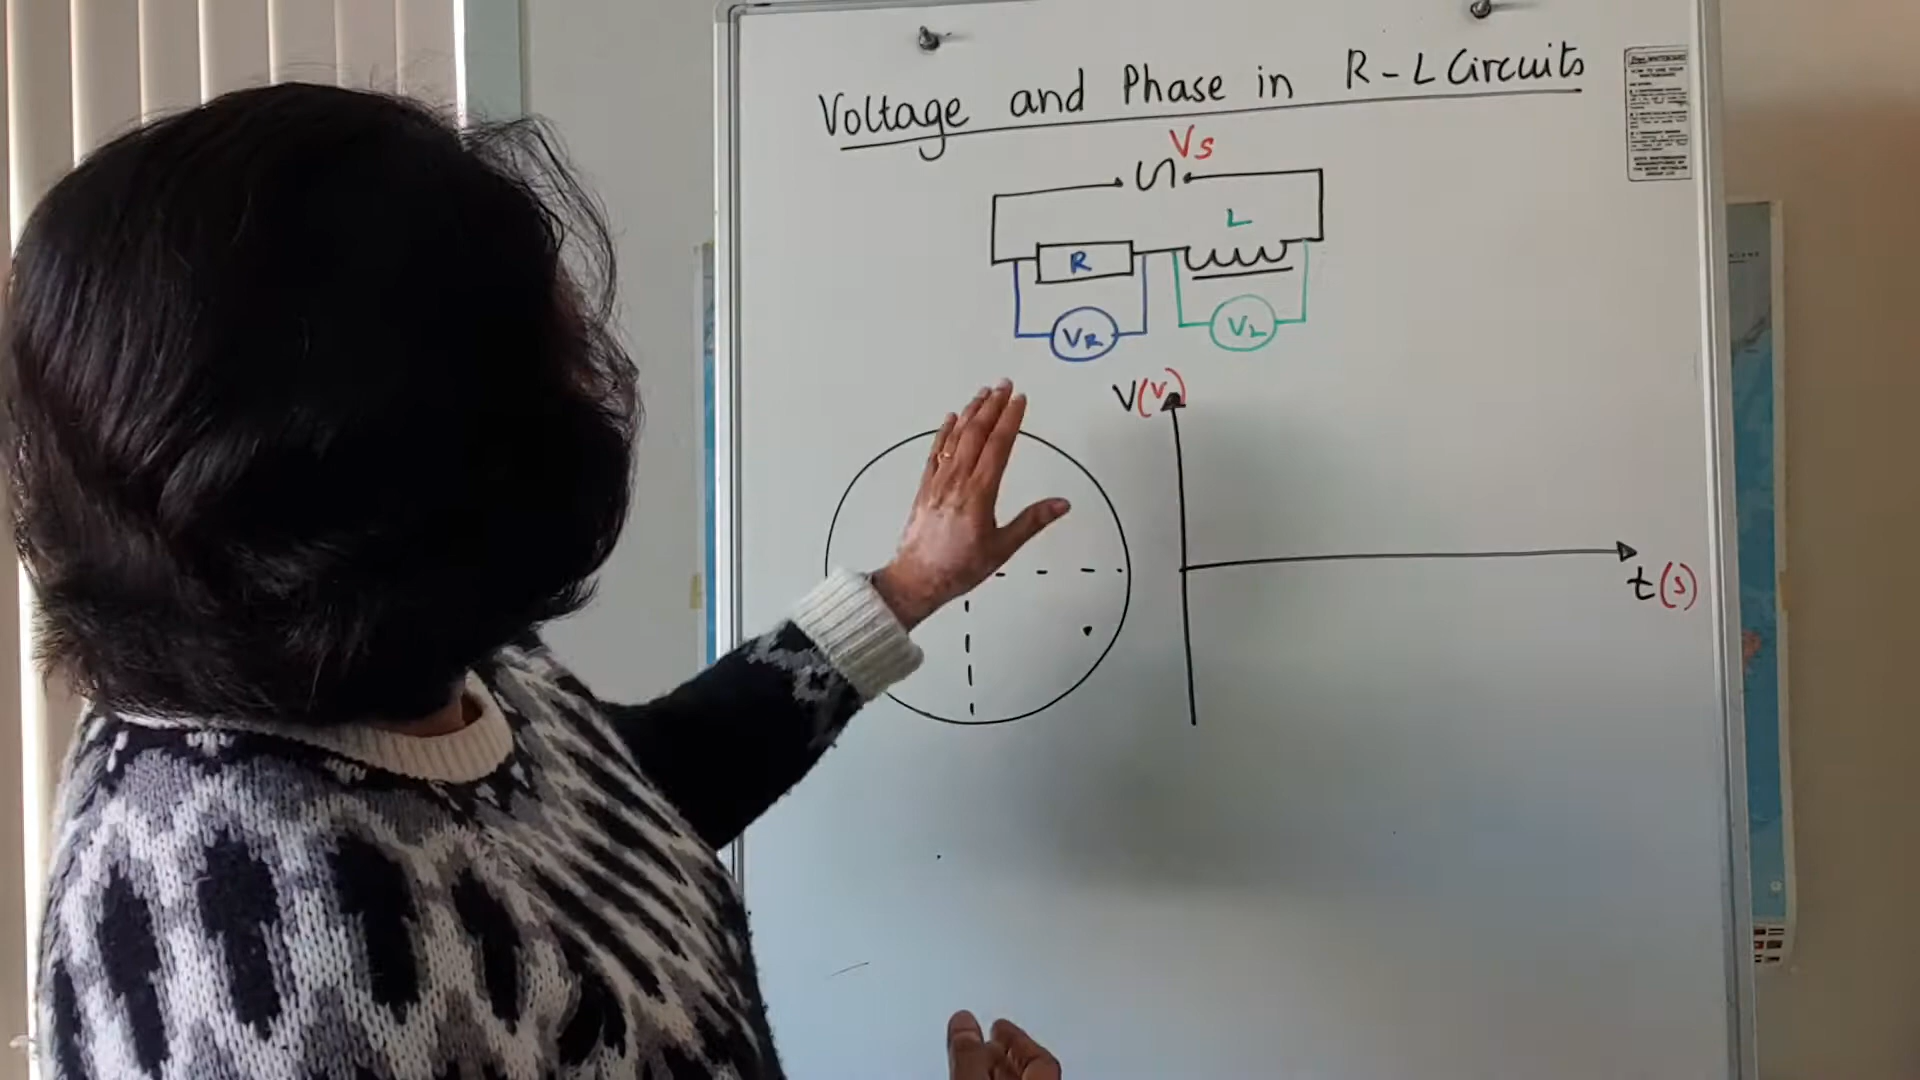 Voltage and Phase in R-L Circuits
Vs
L
R
VR
VL
V(v)
t(s)